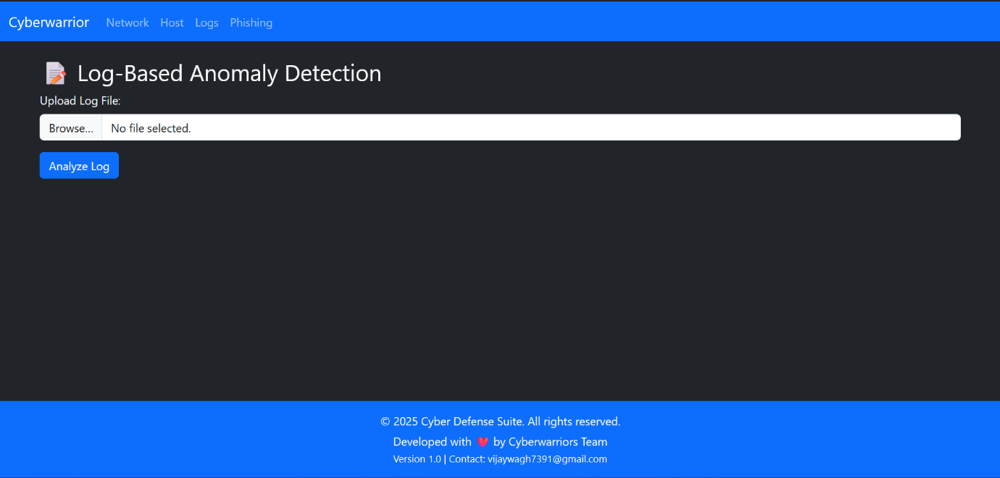 Cyberwarrior Network Host Logs Phishing
📝 Log-Based Anomaly Detection
Upload Log File:
Browse... No file selected.
Analyze Log
© 2025 Cyber Defense Suite. All rights reserved.
Developed with ❤️ by Cyberwarriors Team
Version 1.0 | Contact: vijaywagh7391@gmail.com